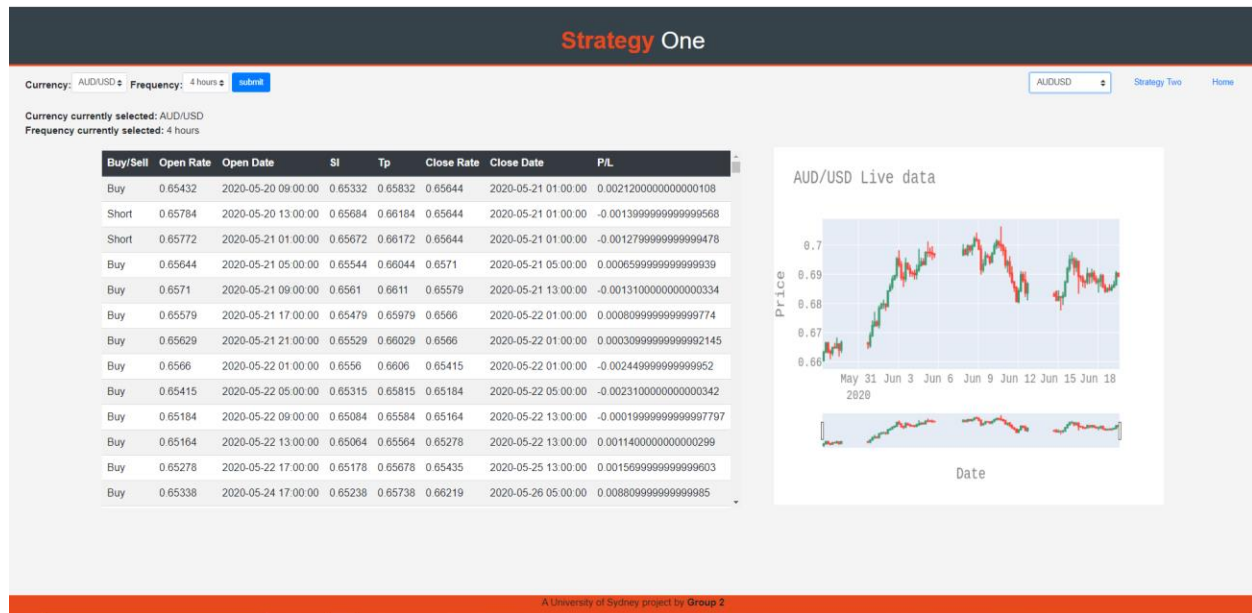 Strategy One
Currency: AUD/USD Frequency: 4 hours submit
AUDUSD Strategy Two Home
Currency currently selected: AUD/USD
Frequency currently selected: 4 hours
Buy/Sell Open Rate Open Date Sl Tp Close Rate Close Date P/L
Buy 0.65432 2020-05-20 09:00:00 0.65332 0.65832 0.65644 2020-05-21 01:00:00 0.0021200000000000108
Short 0.65784 2020-05-20 13:00:00 0.65684 0.66184 0.65644 2020-05-21 01:00:00 -0.0013999999999999568
Short 0.65772 2020-05-21 01:00:00 0.65672 0.66172 0.65644 2020-05-21 01:00:00 -0.0012799999999999478
Buy 0.65644 2020-05-21 05:00:00 0.65544 0.66044 0.6571 2020-05-21 05:00:00 0.0006599999999999939
Buy 0.6571 2020-05-21 09:00:00 0.6561 0.6611 0.65579 2020-05-21 13:00:00 -0.0013100000000000334
Buy 0.65579 2020-05-21 17:00:00 0.65479 0.65979 0.6566 2020-05-22 01:00:00 0.0008099999999999774
Buy 0.65629 2020-05-21 21:00:00 0.65529 0.66029 0.6566 2020-05-22 01:00:00 0.00030999999999992145
Buy 0.6566 2020-05-22 01:00:00 0.6556 0.6606 0.65415 2020-05-22 01:00:00 -0.002449999999999952
Buy 0.65415 2020-05-22 05:00:00 0.65315 0.65815 0.65184 2020-05-22 05:00:00 -0.0023100000000000342
Buy 0.65184 2020-05-22 09:00:00 0.65084 0.65584 0.65164 2020-05-22 13:00:00 -0.00019999999999997797
Buy 0.65164 2020-05-22 13:00:00 0.65064 0.65564 0.65278 2020-05-22 13:00:00 0.0011400000000000299
Buy 0.65278 2020-05-22 17:00:00 0.65178 0.65678 0.65435 2020-05-25 13:00:00 0.0015699999999999603
Buy 0.65338 2020-05-24 17:00:00 0.65238 0.65738 0.66219 2020-05-26 05:00:00 0.008809999999999985
AUD/USD Live data
0.7
0.69
0.68
0.67
0.66
Price
May 31 Jun 3 Jun 6 Jun 9 Jun 12 Jun 15 Jun 18
2020
Date
A University of Sydney project by Group 2